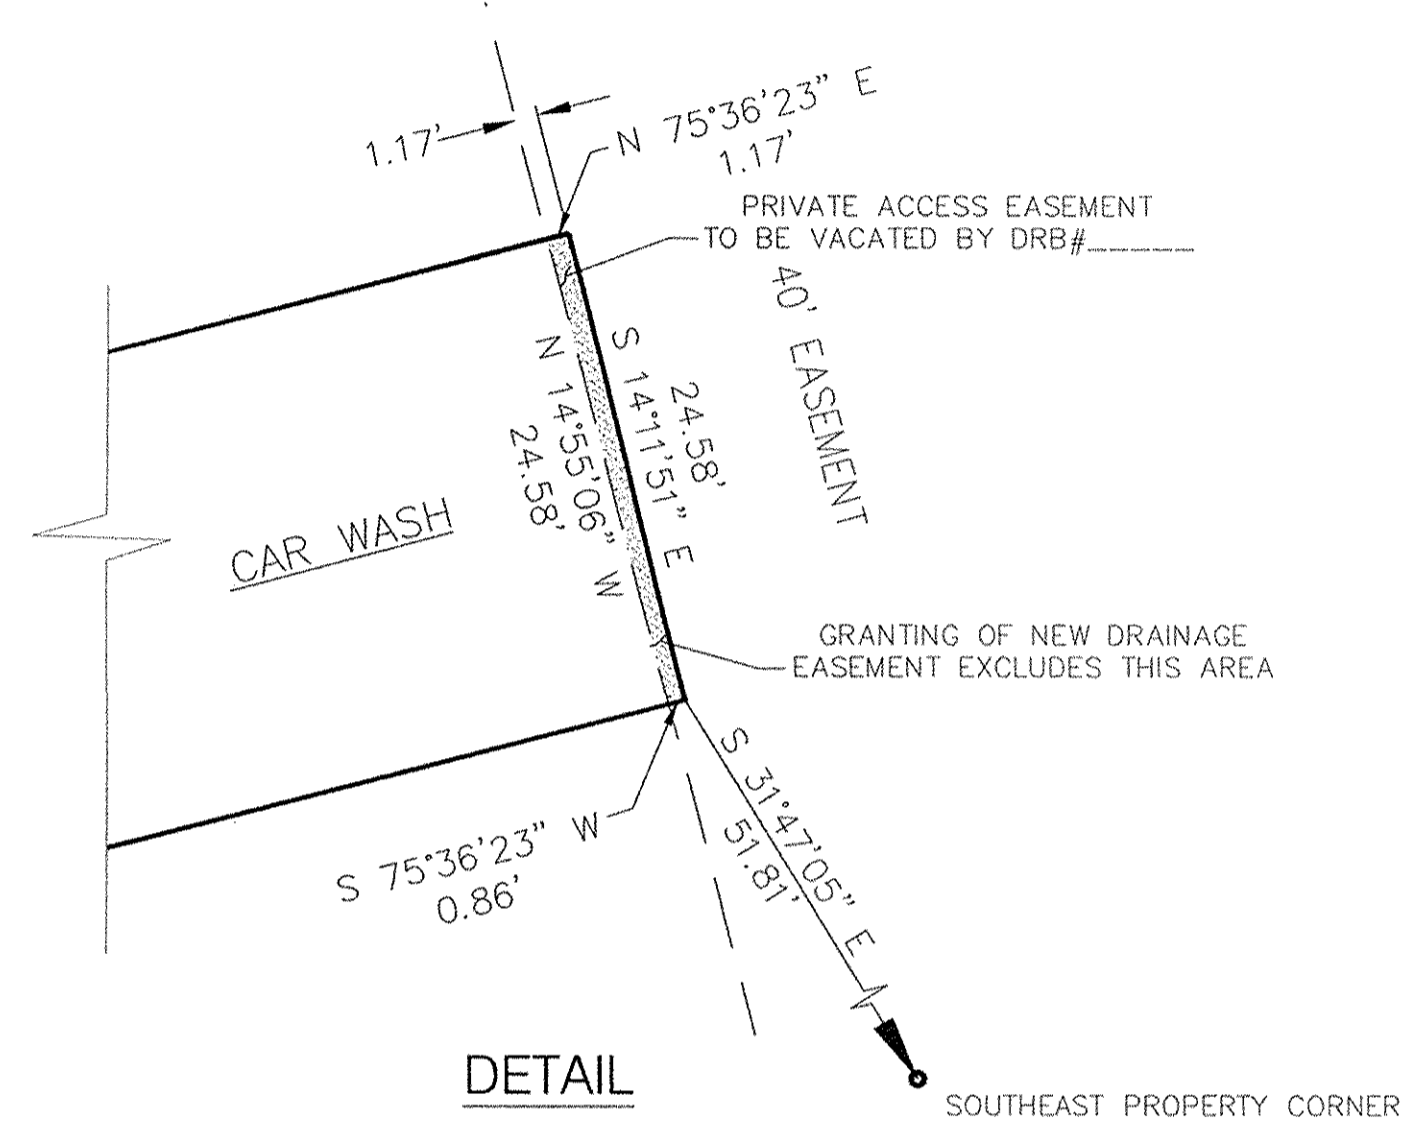 1.17'
N 75°36'23" E
1.17'
PRIVATE ACCESS EASEMENT
TO BE VACATED BY DRB#_____
40' EASEMENT
S 14°11'51" E
24.58'
N 14°55'06" W
24.58'
CAR WASH
GRANTING OF NEW DRAINAGE
EASEMENT EXCLUDES THIS AREA
S 31°47'05" E
51.81'
S 75°36'23" W
0.86'
DETAIL
SOUTHEAST PROPERTY CORNER